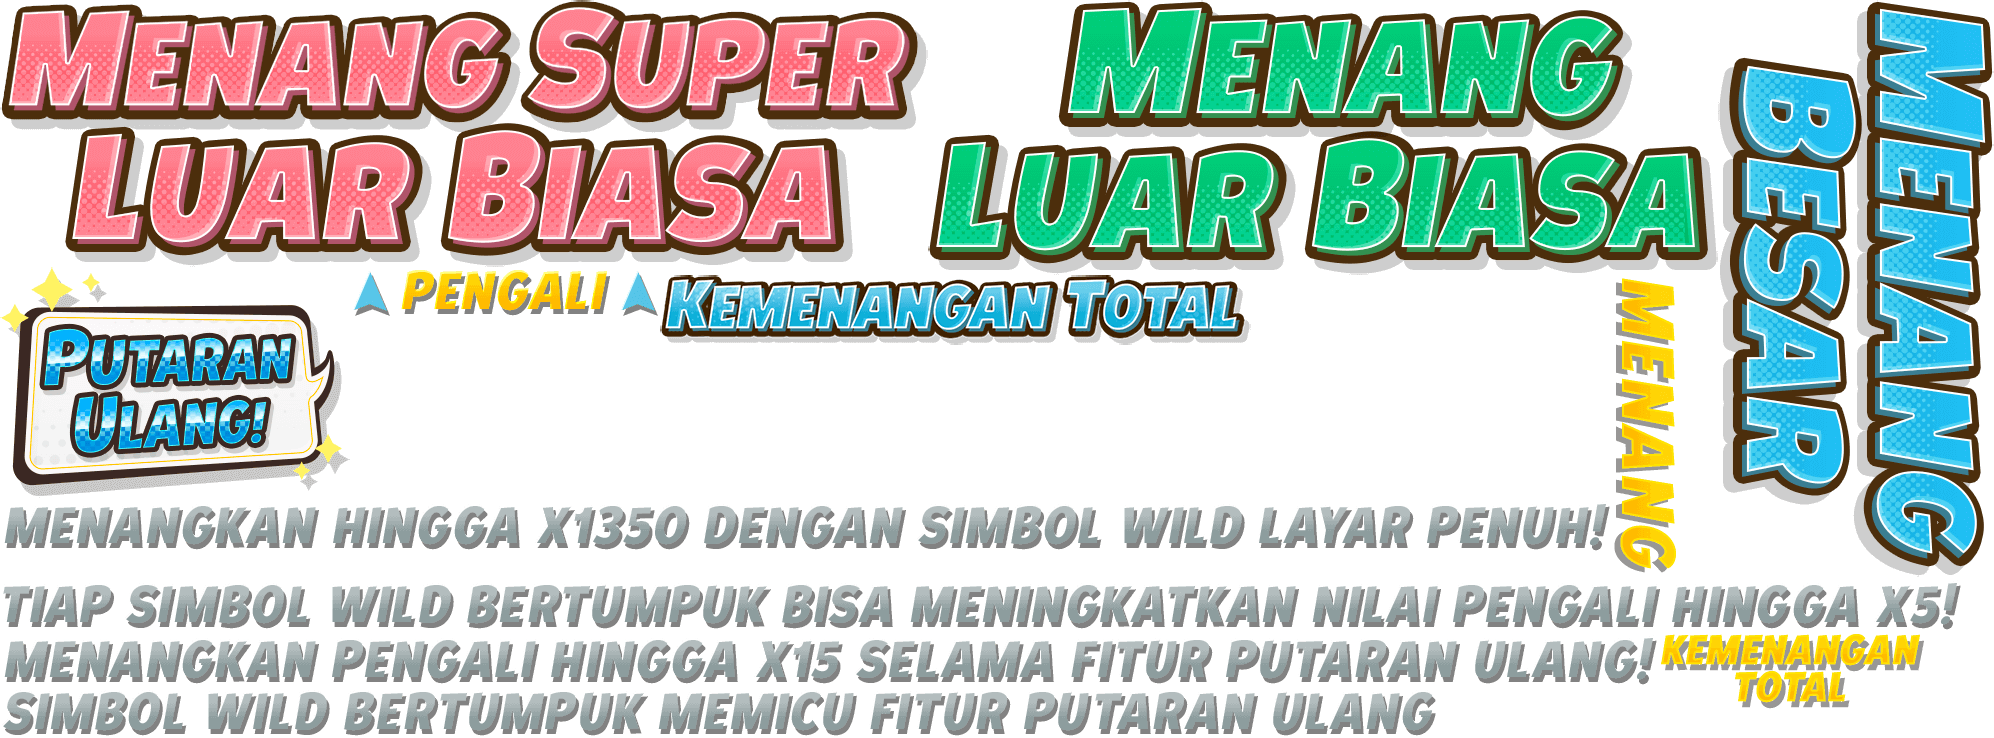 MENANG SUPER
LUAR BIASA
MENANG
LUAR BIASA
MENANG
BESAR
PENGALI
KEMENANGAN TOTAL
MENANG
PUTARAN
ULANG!
MENANGKAN HINGGA X1350 DENGAN SIMBOL WILD LAYAR PENUH!
TIAP SIMBOL WILD BERTUMPUK BISA MENINGKATKAN NILAI PENGALI HINGGA X5!
MENANGKAN PENGALI HINGGA X15 SELAMA FITUR PUTARAN ULANG!
KEMENANGAN
TOTAL
SIMBOL WILD BERTUMPUK MEMICU FITUR PUTARAN ULANG